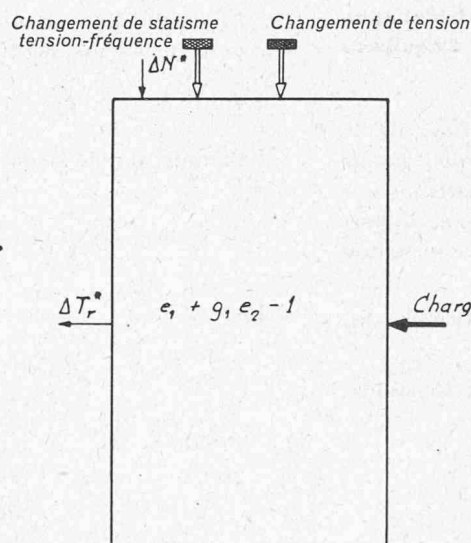 Changement de statisme
tension-fréquence
Changement de tension
ΔN*
ΔTr*
e₁ + g, e₂ - 1
Charg